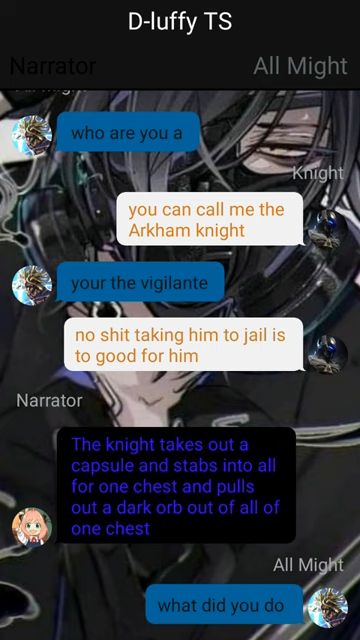 D-luffy TS
Narrator
All Might
All Might
who are you a
Knight
you can call me the
Arkham knight
your the vigilante
no shit taking him to jail is
to good for him
Narrator
The knight takes out a
capsule and stabs into all
for one chest and pulls
out a dark orb out of all of
one chest
All Might
what did you do